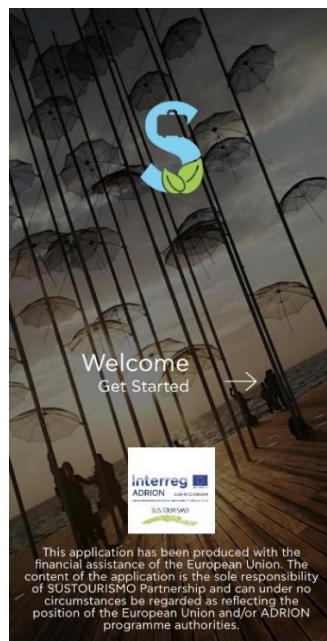 S
Welcome
Get Started
Interreg
ADRION
SUSTOURISMO
This application has been produced with the
financial assistance of the European Union. The
content of the application is the sole responsibility
of SUSTOURISMO Partnership and can under no
circumstances be regarded as reflecting the
position of the European Union and/or ADRION
programme authorities.